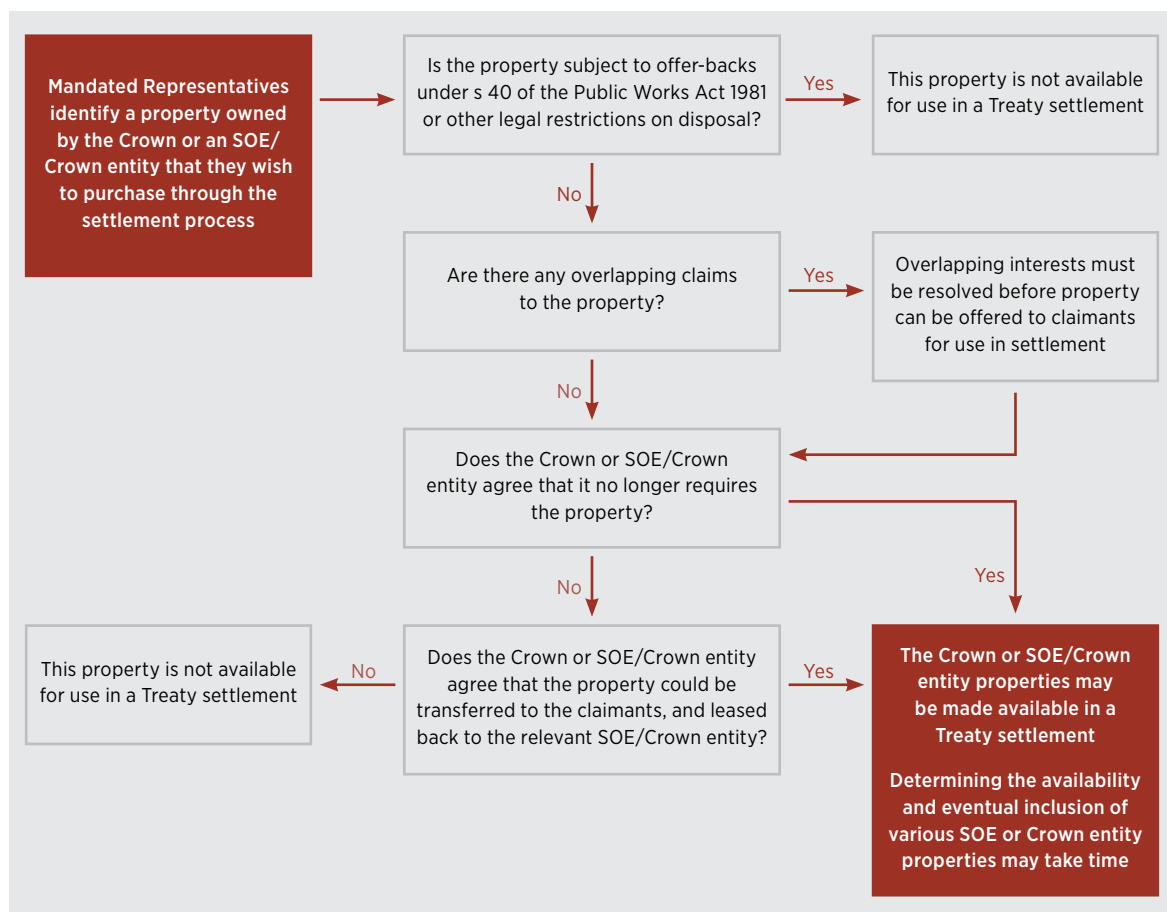 Mandated Representatives
identify a property owned
by the Crown or an SOE/
Crown entity that they wish
to purchase through the
settlement process
Is the property subject to offer-backs
under s 40 of the Public Works Act 1981
or other legal restrictions on disposal?
Yes
This property is not available
for use in a Treaty settlement
No
Are there any overlapping claims
to the property?
Yes
Overlapping interests must
be resolved before property
can be offered to claimants
for use in settlement
No
Does the Crown or SOE/Crown
entity agree that it no longer requires
the property?
Yes
No
This property is not available
for use in a Treaty settlement
No
Does the Crown or SOE/Crown entity
agree that the property could be
transferred to the claimants, and leased
back to the relevant SOE/Crown entity?
Yes
The Crown or SOE/Crown
entity properties may
be made available in a
Treaty settlement
Determining the availability
and eventual inclusion of
various SOE or Crown entity
properties may take time